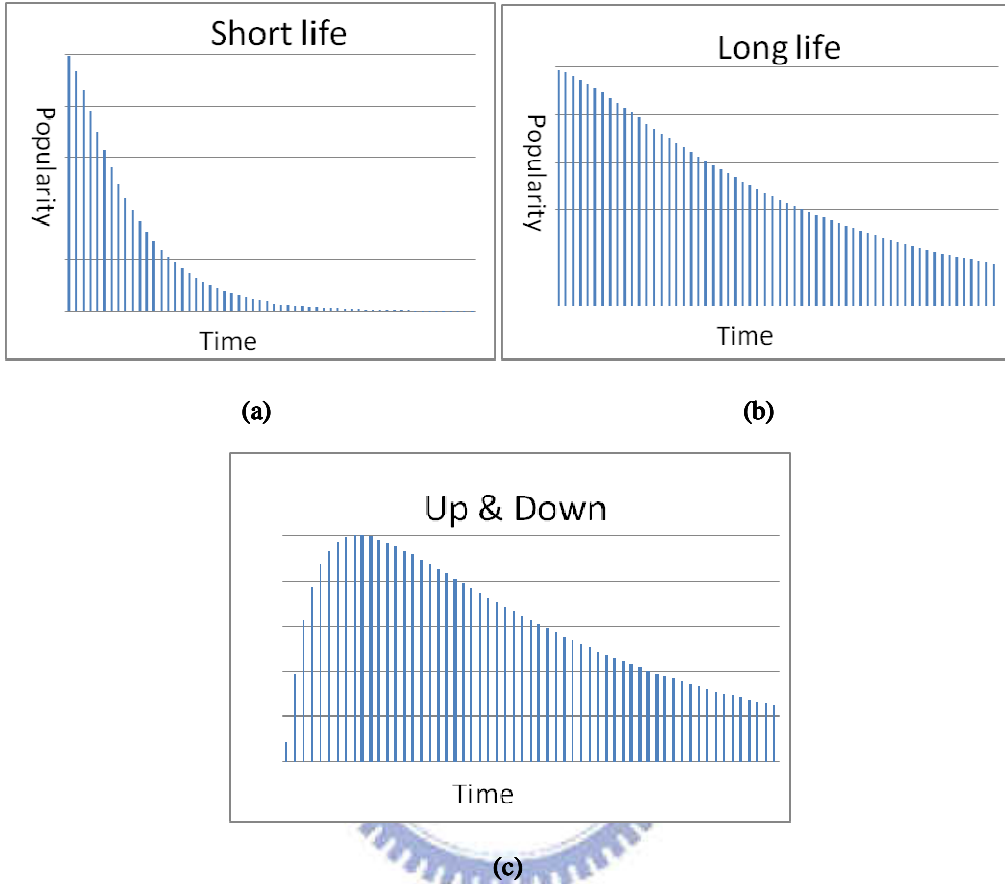 Short life
Popularity
Time
(a)
Long life
Popularity
Time
(b)
Up & Down
Time
(c)